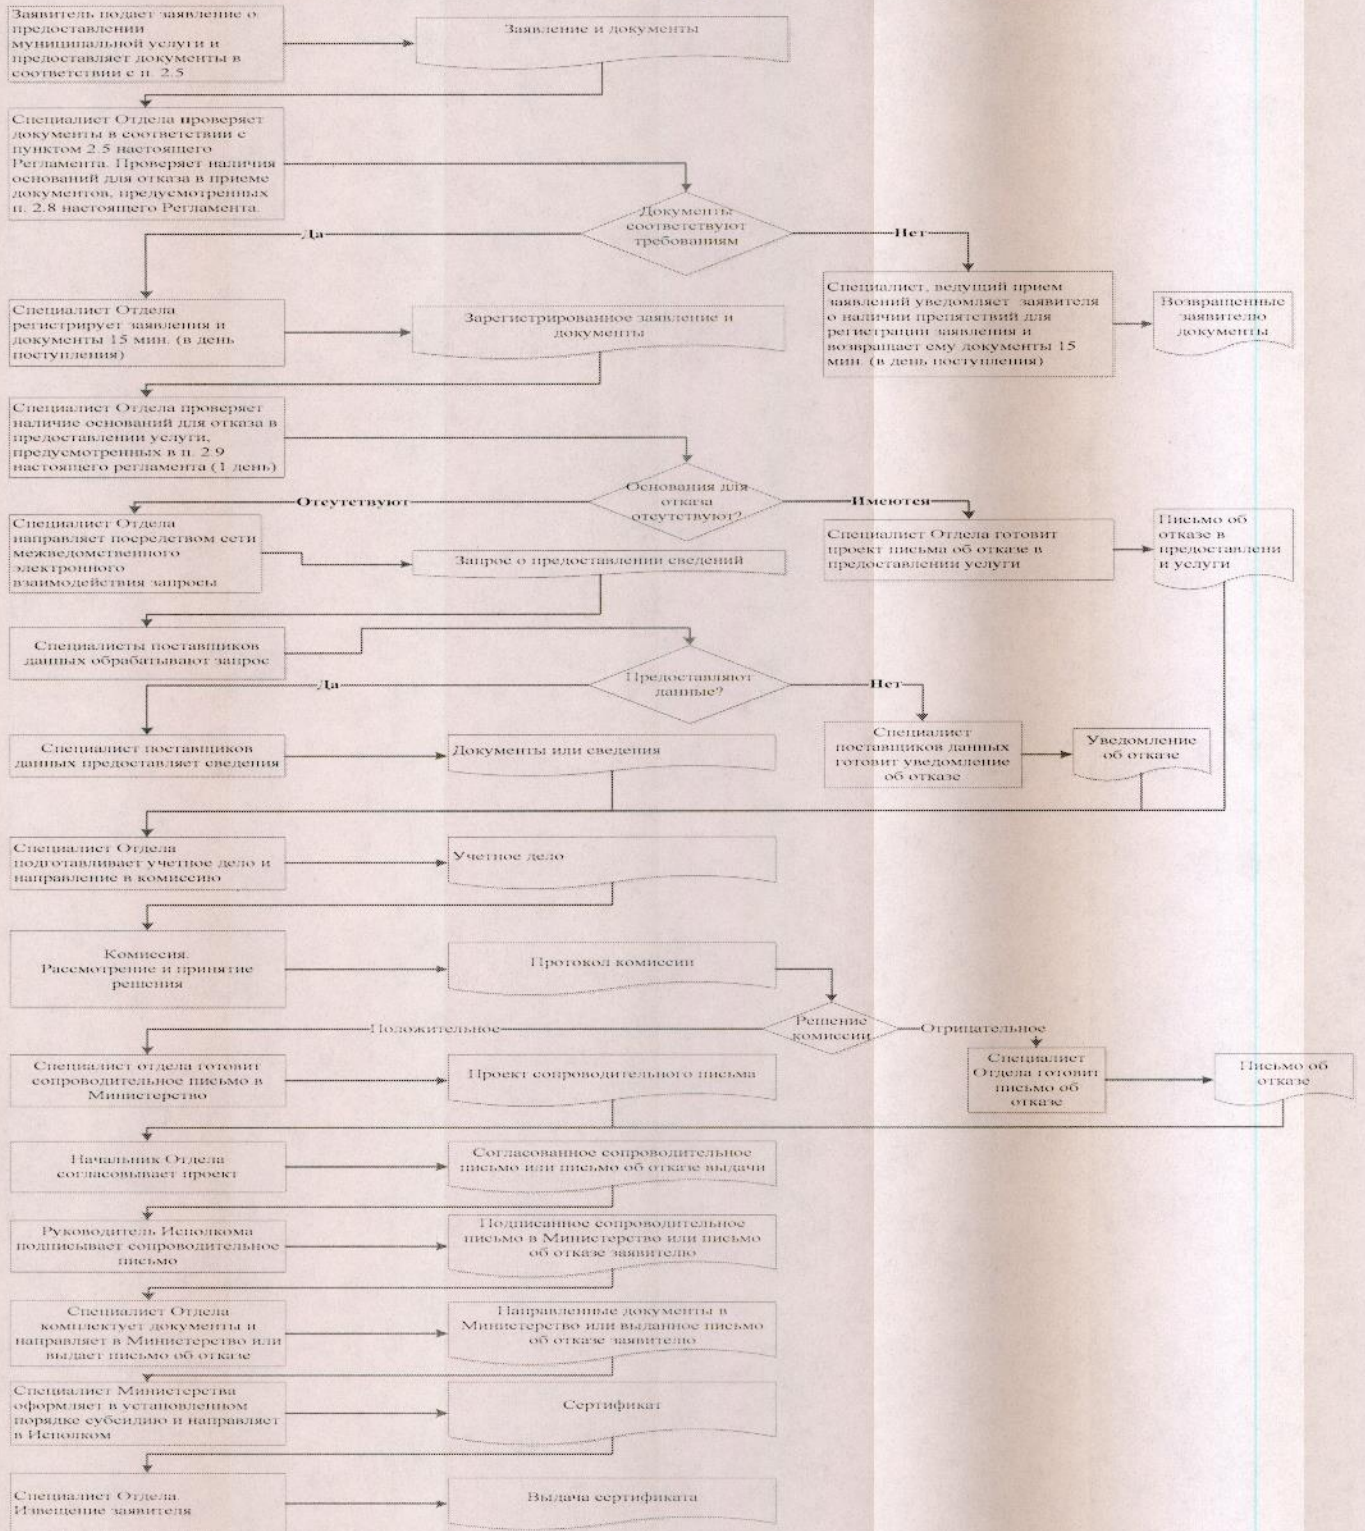 Заявитель подает заявление о
предоставлении
муниципальной услуги и
предоставляет документы в
соответствии с п. 2.5
Заявление и документы
Специалист Отдела проверяет
документы в соответствии с
пунктом 2.5 настоящего
Регламента. Проверяет наличия
оснований для отказа в приеме
документов, предусмотренных
п. 2.8 настоящего Регламента.
Документы
соответствуют
требованиям
Да
Нет
Специалист Отдела
регистрирует заявления и
документы 15 мин. (в день
поступления)
Зарегистрированное заявление и
документы
Специалист, ведущий прием
заявлений уведомляет заявителя
о наличии препятствий для
регистрации заявления и
возвращает ему документы 15
мин. (в день поступления)
Возвращенные
заявителю
документы
Специалист Отдела проверяет
наличие оснований для отказа в
предоставлении услуги,
предусмотренных в п. 2.9
настоящего регламента (1 день)
Основания для
отказа
отсутствуют?
Отсутствуют
Имеются
Специалист Отдела
направляет посредством сети
межведомственного
электронного
взаимодействия запросы
Запрос о предоставлении сведений
Специалист Отдела готовит
проект письма об отказе в
предоставлении услуги
Письмо об
отказе в
предоставлени
и услуги
Специалисты поставщиков
данных обрабатывают запрос
Предоставляют
данные?
Да
Нет
Специалист поставщиков
данных предоставляет сведения
Документы или сведения
Специалист
поставщиков данных
готовит уведомление
об отказе
Уведомление
об отказе
Специалист Отдела
подготавливает учетное дело и
направление в комиссию
Учетное дело
Комиссия.
Рассмотрение и принятие
решения
Протокол комиссии
Решение
комиссии
Положительное
Отрицательное
Специалист отдела готовит
сопроводительное письмо в
Министерство
Проект сопроводительного письма
Специалист
Отдела готовит
письмо об
отказе
Письмо об
отказе
Начальник Отдела
согласовывает проект
Согласованное сопроводительное
письмо или письмо об отказе выдачи
Руководитель Исполкома
подписывает сопроводительное
письмо
Подписанное сопроводительное
письмо в Министерство или письмо
об отказе заявителю
Специалист Отдела
комплектует документы и
направляет в Министерство или
выдает письмо об отказе
Направленные документы в
Министерство или выданное письмо
об отказе заявителю
Специалист Министерства
оформляет в установленном
порядке субсидию и направляет
в Исполком
Сертификат
Специалист Отдела.
Извещение заявителя
Выдача сертификата